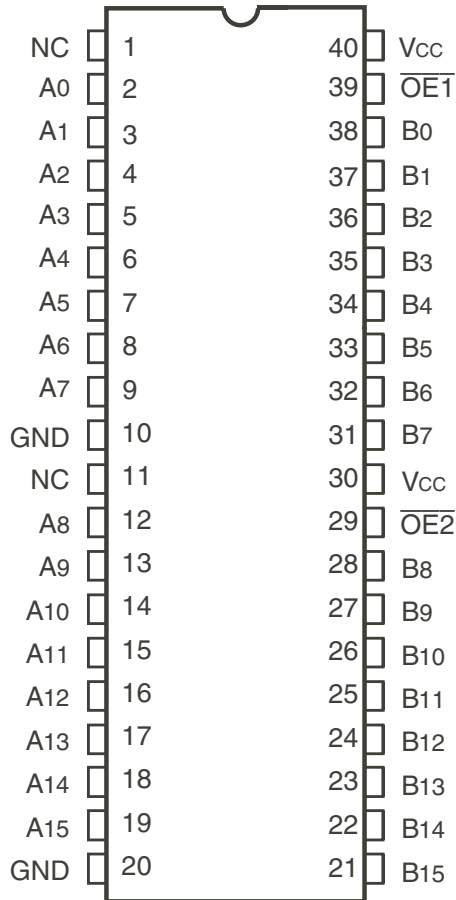 NC 1 40 VCC
A0 2 39 OE1
A1 3 38 B0
A2 4 37 B1
A3 5 36 B2
A4 6 35 B3
A5 7 34 B4
A6 8 33 B5
A7 9 32 B6
GND 10 31 B7
NC 11 30 VCC
A8 12 29 OE2
A9 13 28 B8
A10 14 27 B9
A11 15 26 B10
A12 16 25 B11
A13 17 24 B12
A14 18 23 B13
A15 19 22 B14
GND 20 21 B15